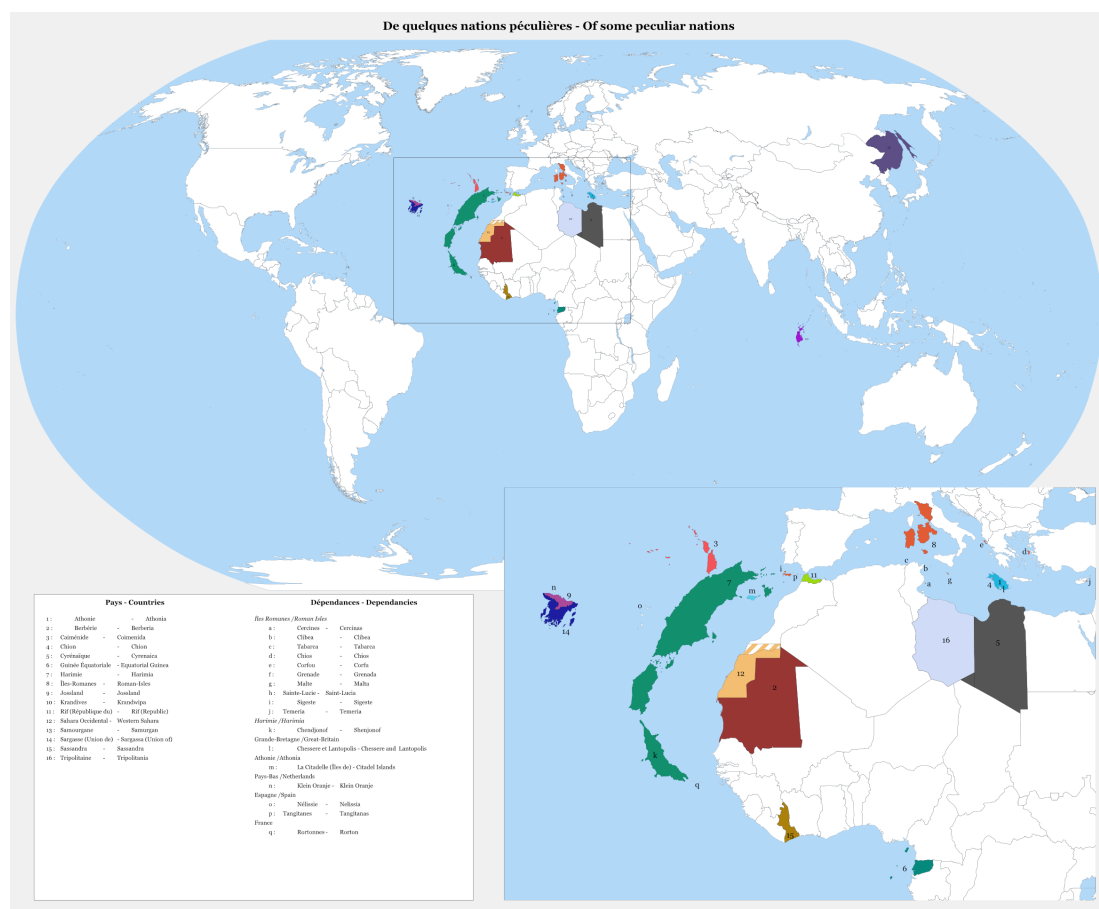 De quelques nations péculières - Of some peculiar nations
3
7
8
e
d
c
b
a
g
4
1
l
j
i
p
11
m
n
9
o
14
16
5
12
2
k
q
15
6
Pays - Countries
1 : Athonie - Athonia
2 : Berbérie - Berberia
3 : Caiménide - Coimenida
4 : Chion - Chion
5 : Cyrénaïque - Cyrenaica
6 : Guinée Équatoriale - Equatorial Guinea
7 : Harimie - Harimia
8 : Îles-Romanes - Roman-Isles
9 : Jossland - Jossland
10 : Krandives - Krandwipa
11 : Rif (République du) - Rif (Republic)
12 : Sahara Occidental - Western Sahara
13 : Samourgane - Samurgan
14 : Sargasse (Union de) - Sargassa (Union of)
15 : Sassandra - Sassandra
16 : Tripolitaine - Tripolitania
Dépendances - Dependancies
Îles Romanes /Roman Isles
a : Cercines - Cercinas
b : Clibea - Clibea
c : Tabarca - Tabarca
d : Chios - Chios
e : Corfou - Corfu
f : Grenade - Grenada
g : Malte - Malta
h : Sainte-Lucie - Saint-Lucia
i : Sigeste - Sigeste
j : Temeria - Temeria
Harimie /Harimia
k : Chendjonof - Shenjonof
Grande-Bretagne /Great-Britain
l : Chessere et Lantopolis - Chessere and Lantopolis
Athonie /Athonia
m : La Citadelle (Îles de) - Citadel Islands
Pays-Bas /Netherlands
n : Klein Oranje - Klein Oranje
Espagne /Spain
o : Nélissie - Nelissia
p : Tangitanes - Tangitanas
France
q : Rortonnes - Rorton